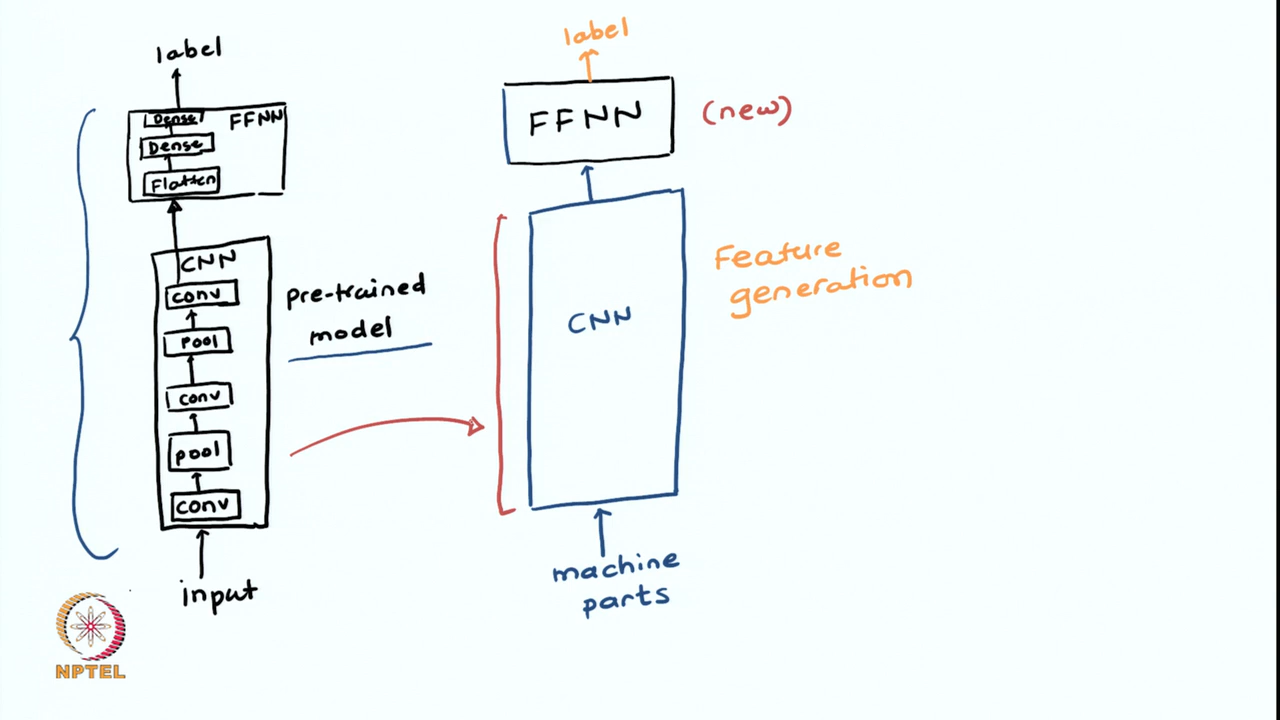 label
Dense
FFNN
Dense
Flatten
CNN
conv
pool
conv
pool
conv
input
pre-trained
model
label
FFNN
(new)
CNN
Feature
generation
machine
parts
NPTEL